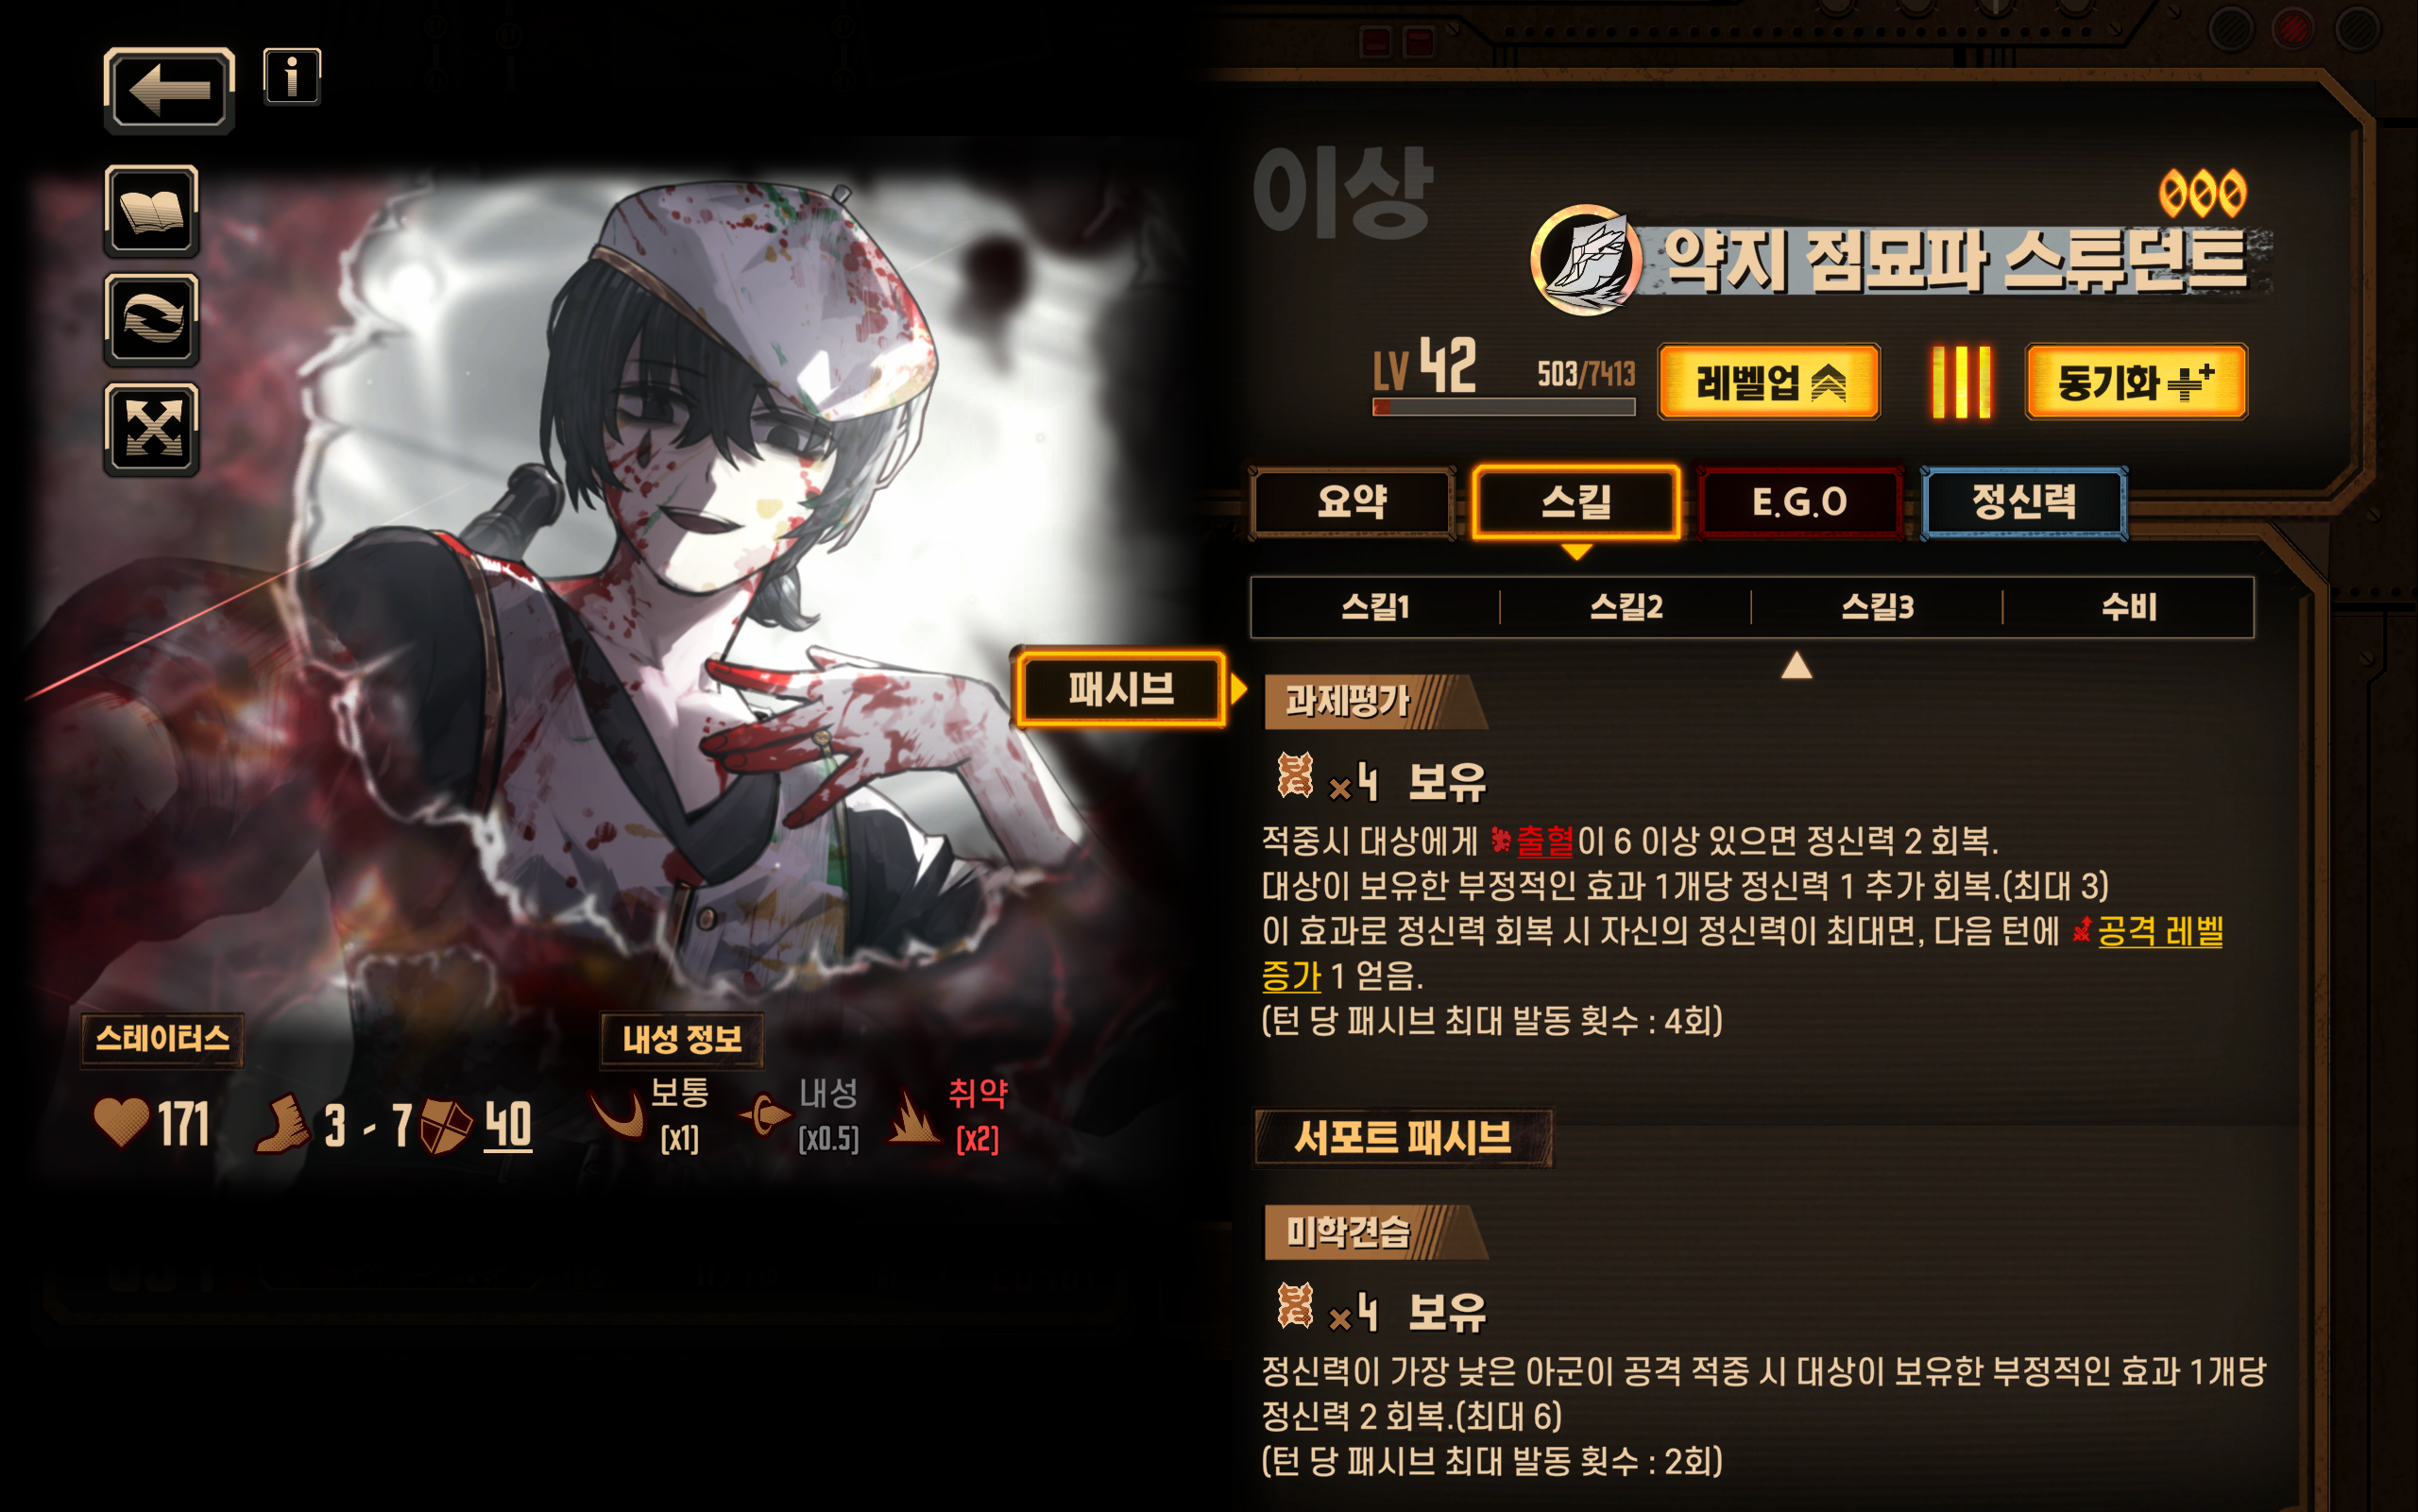 이상
000
약지 점묘파 스튜던트
LV 42
503/7413
레벨업
동기화
요약
스킬
E.G.O
정신력
스킬1
스킬2
스킬3
수비
패시브
과제평가
×4 보유
적중시 대상에게 출혈이 6 이상 있으면 정신력 2 회복.
대상이 보유한 부정적인 효과 1개당 정신력 1 추가 회복.(최대 3)
이 효과로 정신력 회복 시 자신의 정신력이 최대면, 다음 턴에 공격 레벨
증가 1 얻음.
(턴 당 패시브 최대 발동 횟수 : 4회)
서포트 패시브
미학견습
×4 보유
정신력이 가장 낮은 아군이 공격 적중 시 대상이 보유한 부정적인 효과 1개당
정신력 2 회복.(최대 6)
(턴 당 패시브 최대 발동 횟수 : 2회)
스테이터스
171
3 - 7
40
내성 정보
보통
[x1]
내성
[x0.5]
취약
[x2]